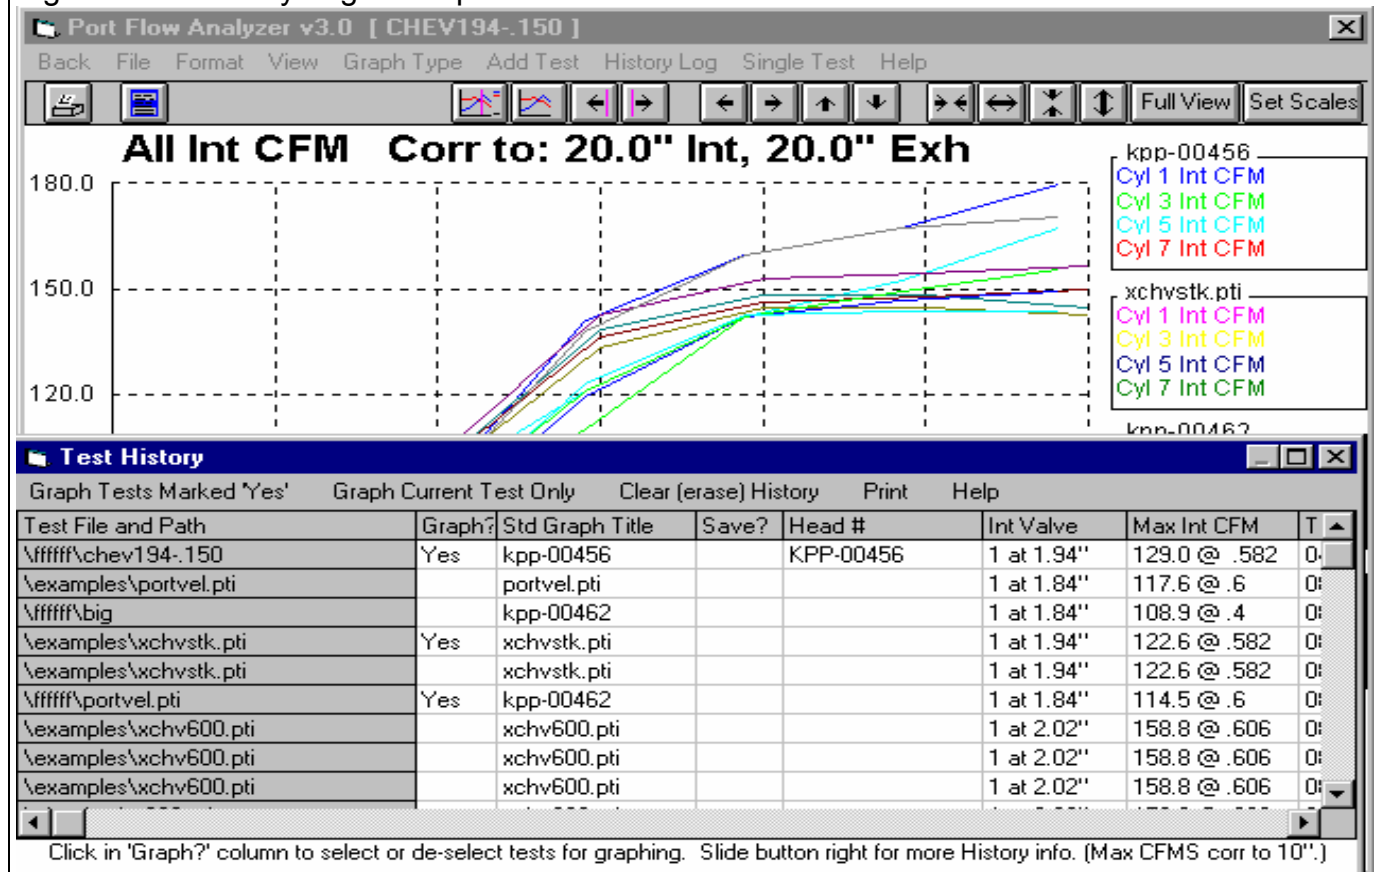 Port Flow Analyzer v3.0 [ CHEV194-.150 ]
Back File Format View Graph Type Add Test History Log Single Test Help
Full View Set Scales
All Int CFM Corr to: 20.0" Int, 20.0" Exh
180.0
150.0
120.0
kpp-00456
Cyl 1 Int CFM
Cyl 3 Int CFM
Cyl 5 Int CFM
Cyl 7 Int CFM
xchvstk.pti
Cyl 1 Int CFM
Cyl 3 Int CFM
Cyl 5 Int CFM
Cyl 7 Int CFM
kpp-00462
Test History
Graph Tests Marked 'Yes' Graph Current Test Only Clear (erase) History Print Help
Test File and Path Graph? Std Graph Title Save? Head # Int Valve Max Int CFM T
\ffffff\chev194-.150 Yes kpp-00456 KPP-00456 1 at 1.94" 129.0 @ .582 0
\examples\portvel.pti portvel.pti 1 at 1.84" 117.6 @ .6 0
\ffffff\big kpp-00462 1 at 1.84" 108.9 @ .4 0
\examples\xchvstk.pti Yes xchvstk.pti 1 at 1.94" 122.6 @ .582 0
\examples\xchvstk.pti xchvstk.pti 1 at 1.94" 122.6 @ .582 0
\ffffff\portvel.pti Yes kpp-00462 1 at 1.84" 114.5 @ .6 0
\examples\xchv600.pti xchv600.pti 1 at 2.02" 158.8 @ .606 0
\examples\xchv600.pti xchv600.pti 1 at 2.02" 158.8 @ .606 0
\examples\xchv600.pti xchv600.pti 1 at 2.02" 158.8 @ .606 0
Click in 'Graph?' column to select or de-select tests for graphing. Slide button right for more History info. (Max CFMS corr to 10".)